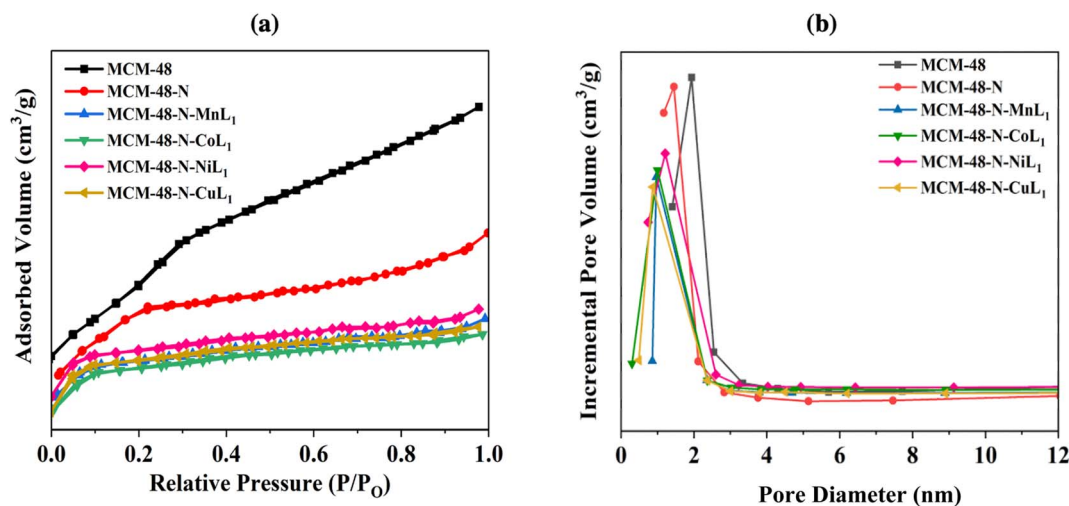 (a)
Adsorbed Volume (cm³/g)
MCM-48
MCM-48-N
MCM-48-N-MnL₁
MCM-48-N-CoL₁
MCM-48-N-NiL₁
MCM-48-N-CuL₁
0.0 0.2 0.4 0.6 0.8 1.0
Relative Pressure (P/P_O)
(b)
Incremental Pore Volume (cm³/g)
MCM-48
MCM-48-N
MCM-48-N-MnL₁
MCM-48-N-CoL₁
MCM-48-N-NiL₁
MCM-48-N-CuL₁
0 2 4 6 8 10 12
Pore Diameter (nm)